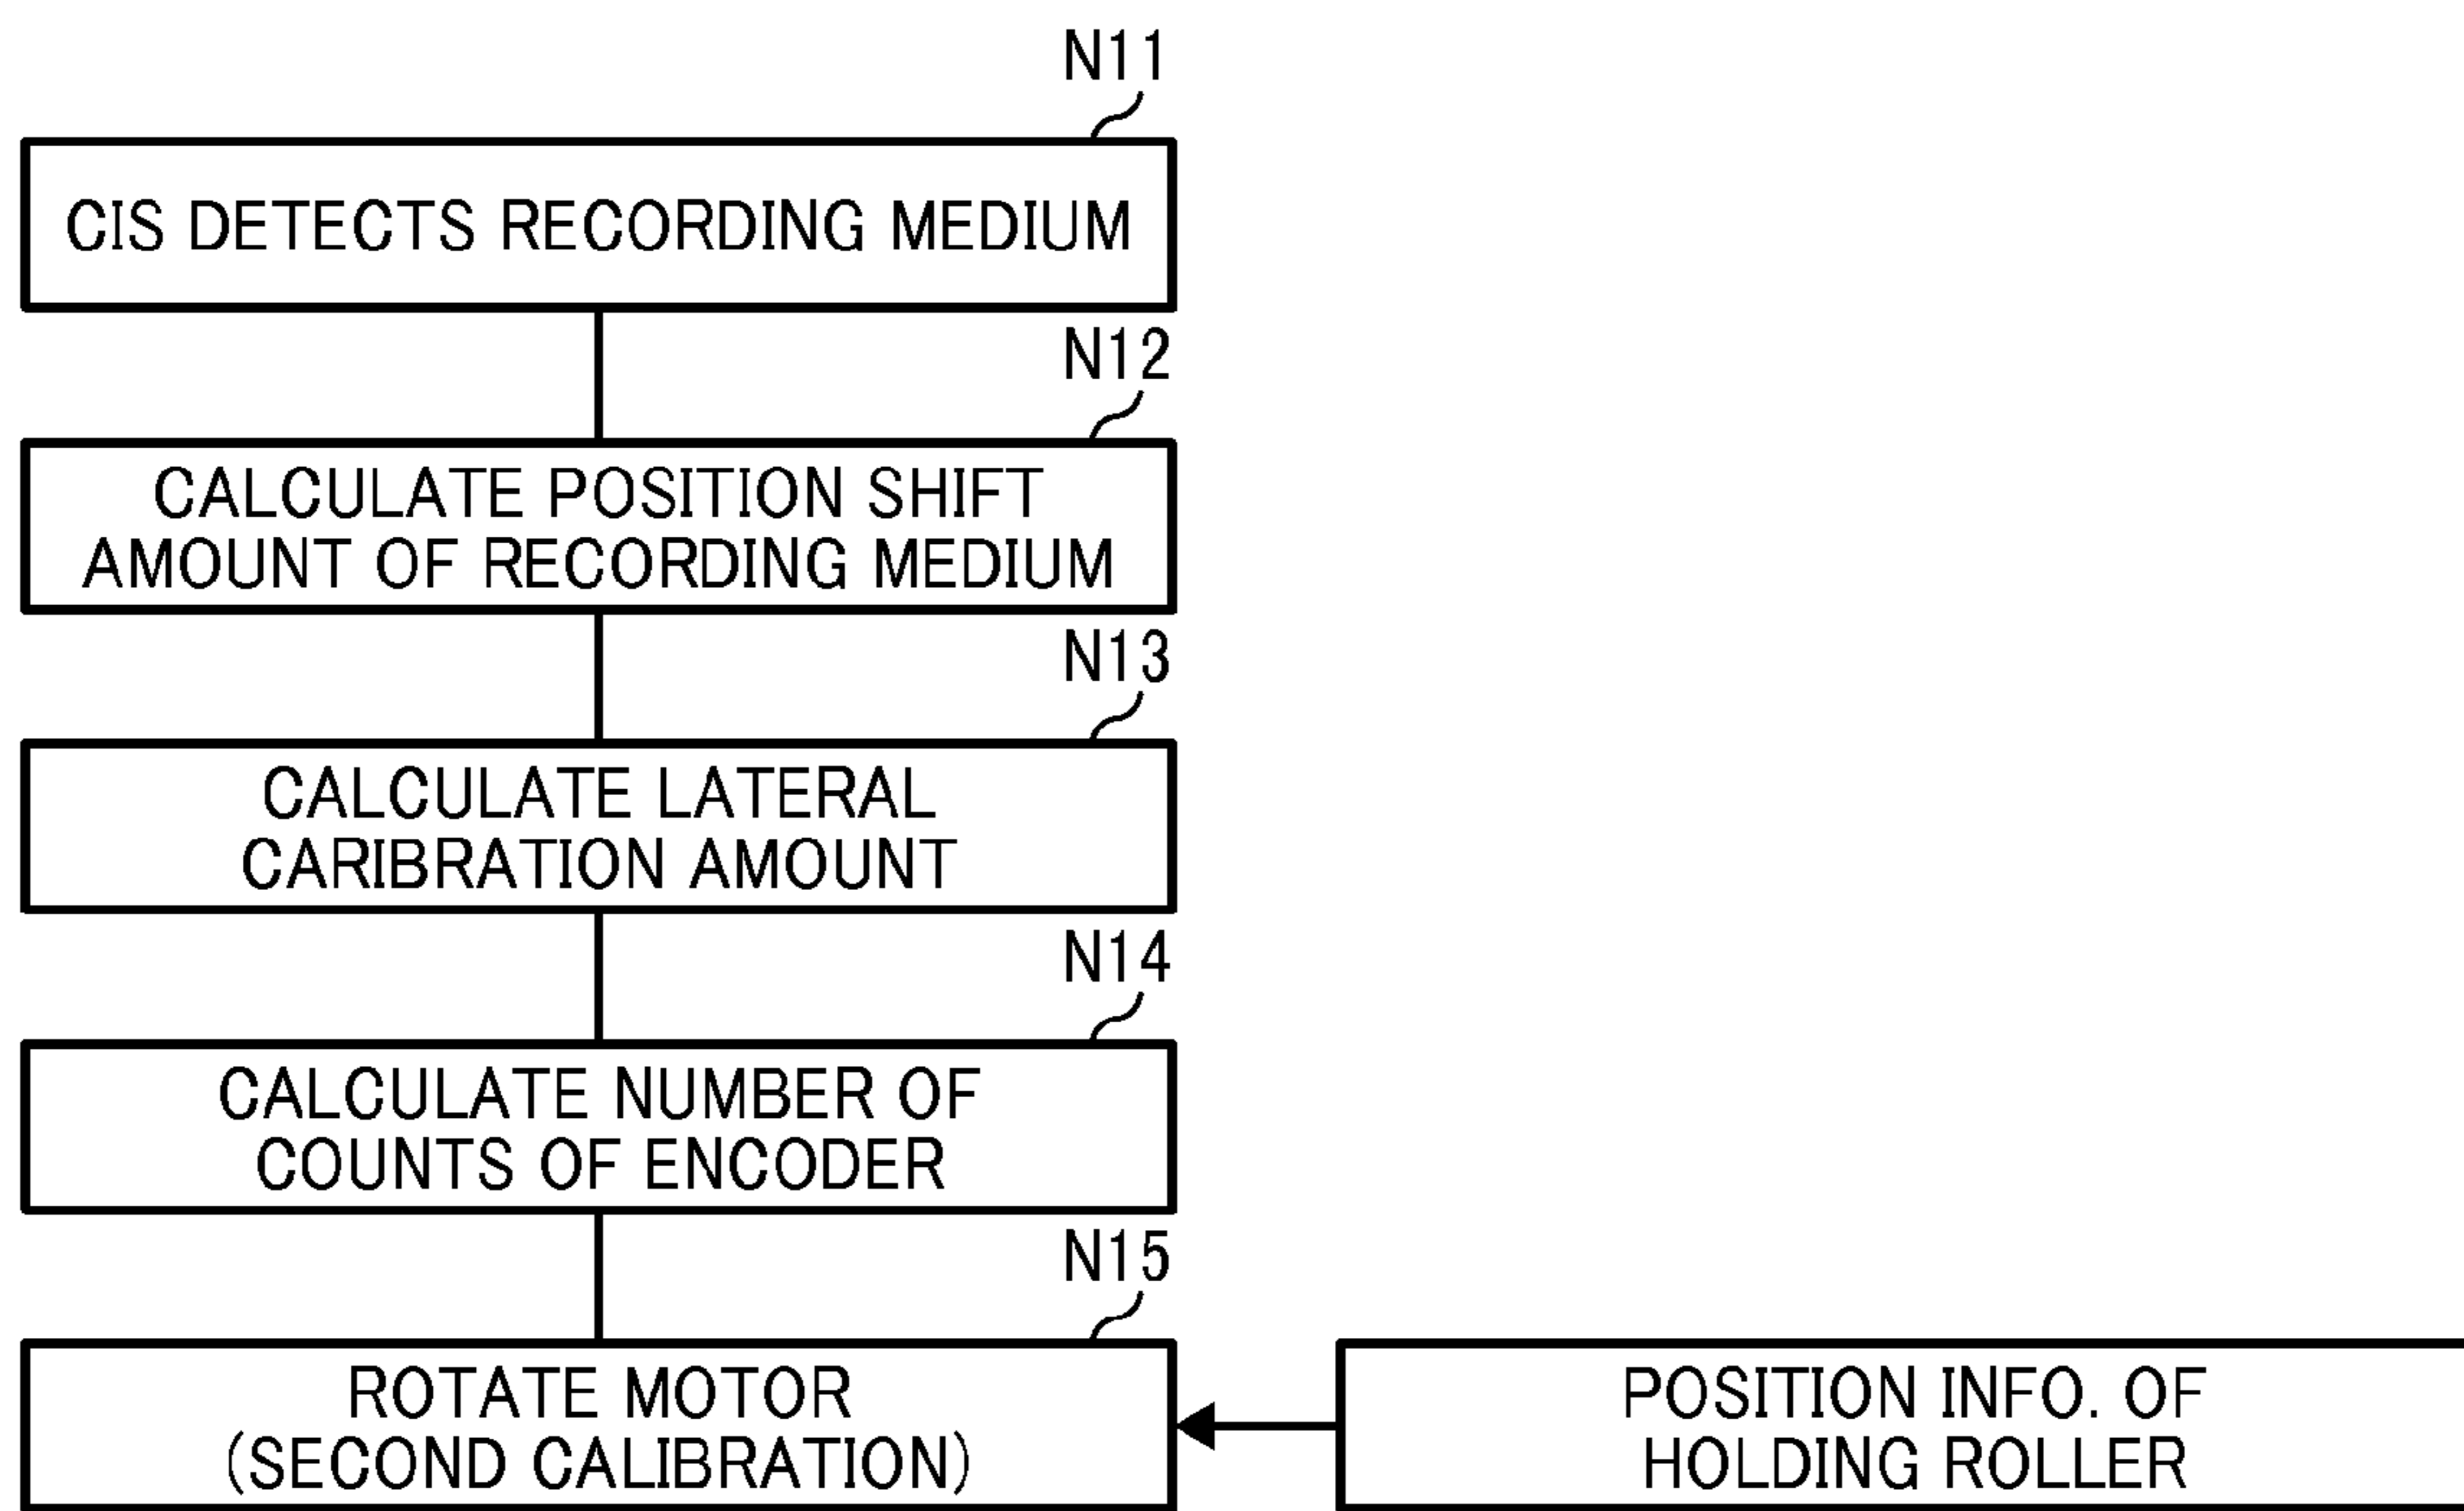 N11
CIS DETECTS RECORDING MEDIUM
N12
CALCULATE POSITION SHIFT
AMOUNT OF RECORDING MEDIUM
N13
CALCULATE LATERAL
CARIBRATION AMOUNT
N14
CALCULATE NUMBER OF
COUNTS OF ENCODER
N15
ROTATE MOTOR
(SECOND CALIBRATION)
POSITION INFO. OF
HOLDING ROLLER